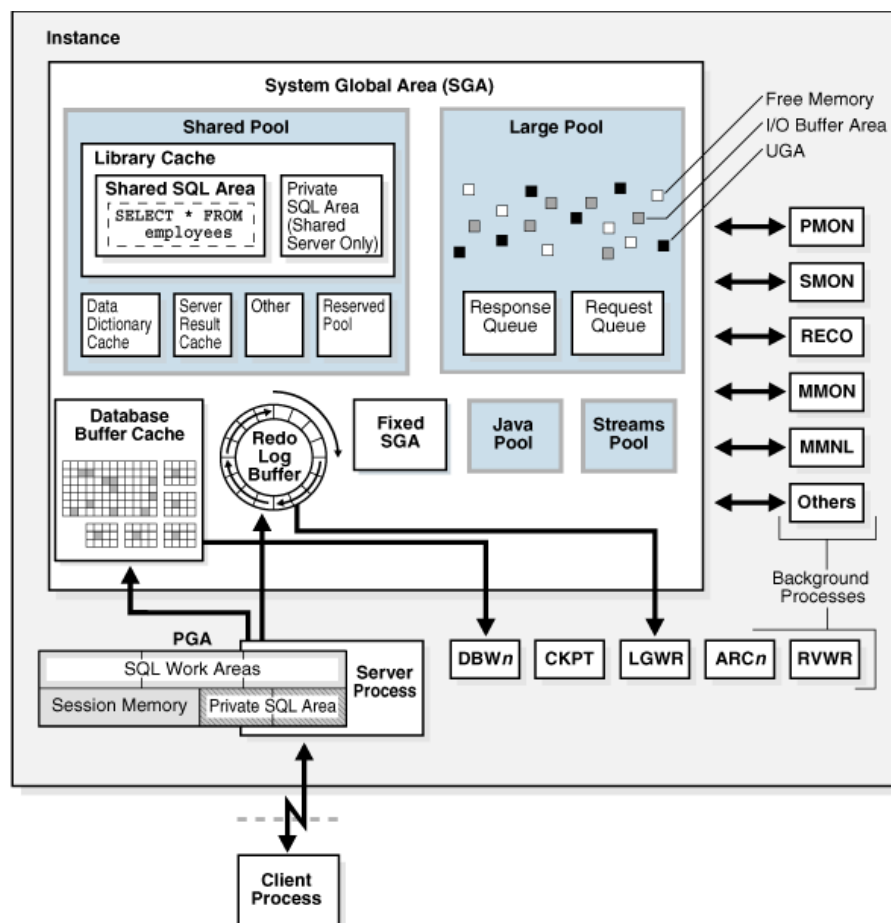 Instance
System Global Area (SGA)
Shared Pool
Library Cache
Shared SQL Area
SELECT * FROM
employees
Private
SQL Area
(Shared
Server Only)
Data
Dictionary
Cache
Server
Result
Cache
Other
Reserved
Pool
Large Pool
Response
Queue
Request
Queue
Free Memory
I/O Buffer Area
UGA
Database
Buffer Cache
Redo
Log
Buffer
Fixed
SGA
Java
Pool
Streams
Pool
PMON
SMON
RECO
MMON
MMNL
Others
Background
Processes
PGA
SQL Work Areas
Session Memory
Private SQL Area
Server
Process
DBWn
CKPT
LGWR
ARCn
RVWR
Client
Process